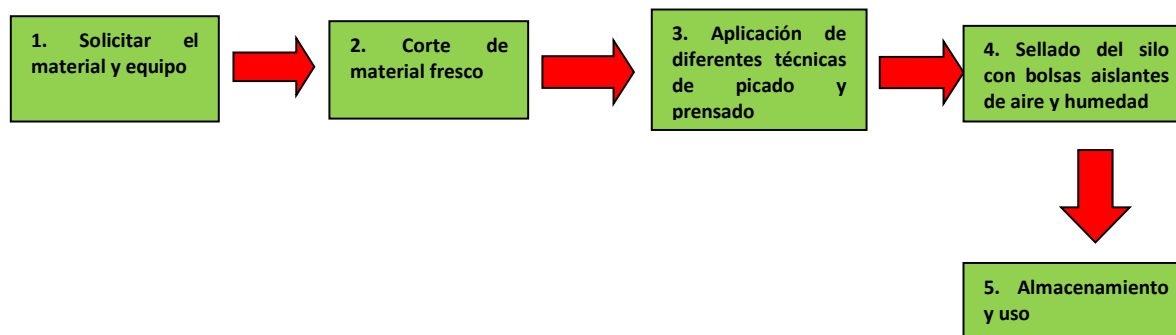 1. Solicitar el
material y equipo
2. Corte de
material fresco
3. Aplicación de
diferentes técnicas
de picado y
prensado
4. Sellado del silo
con bolsas aislantes
de aire y humedad
5. Almacenamiento
y uso